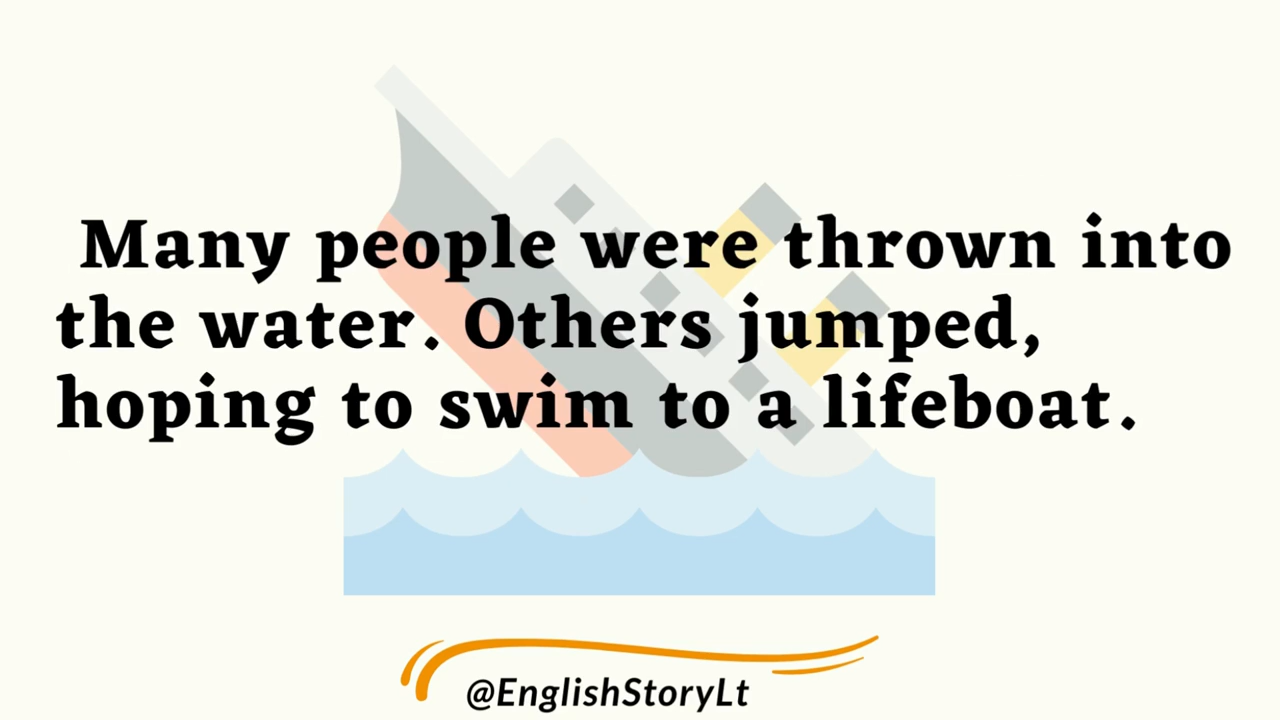 Many people were thrown into
the water. Others jumped,
hoping to swim to a lifeboat.
@EnglishStoryLt